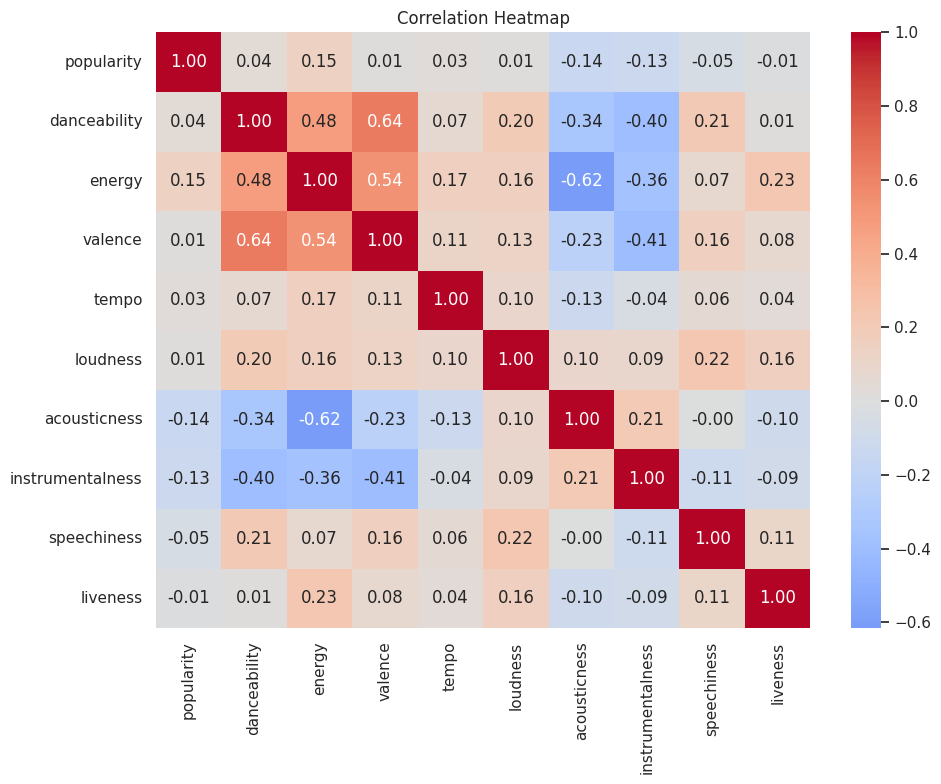 Correlation Heatmap
popularity 1.00 0.04 0.15 0.01 0.03 0.01 -0.14 -0.13 -0.05 -0.01
danceability 0.04 1.00 0.48 0.64 0.07 0.20 -0.34 -0.40 0.21 0.01
energy 0.15 0.48 1.00 0.54 0.17 0.16 -0.62 -0.36 0.07 0.23
valence 0.01 0.64 0.54 1.00 0.11 0.13 -0.23 -0.41 0.16 0.08
tempo 0.03 0.07 0.17 0.11 1.00 0.10 -0.13 -0.04 0.06 0.04
loudness 0.01 0.20 0.16 0.13 0.10 1.00 0.10 0.09 0.22 0.16
acousticness -0.14 -0.34 -0.62 -0.23 -0.13 0.10 1.00 0.21 -0.00 -0.10
instrumentalness -0.13 -0.40 -0.36 -0.41 -0.04 0.09 0.21 1.00 -0.11 -0.09
speechiness -0.05 0.21 0.07 0.16 0.06 0.22 -0.00 -0.11 1.00 0.11
liveness -0.01 0.01 0.23 0.08 0.04 0.16 -0.10 -0.09 0.11 1.00
popularity
danceability
energy
valence
tempo
loudness
acousticness
instrumentalness
speechiness
liveness
1.0
0.8
0.6
0.4
0.2
0.0
−0.2
−0.4
−0.6